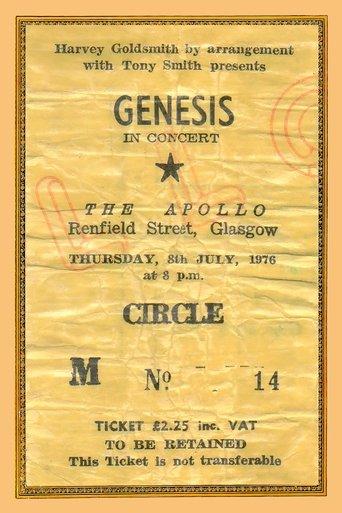 Harvey Goldsmith by arrangement
with Tony Smith presents
GENESIS
IN CONCERT
THE APOLLO
Renfield Street, Glasgow
THURSDAY, 8th JULY, 1976
at 8 p.m.
CIRCLE
M No 14
TICKET £2.25 inc. VAT
TO BE RETAINED
This Ticket is not transferable